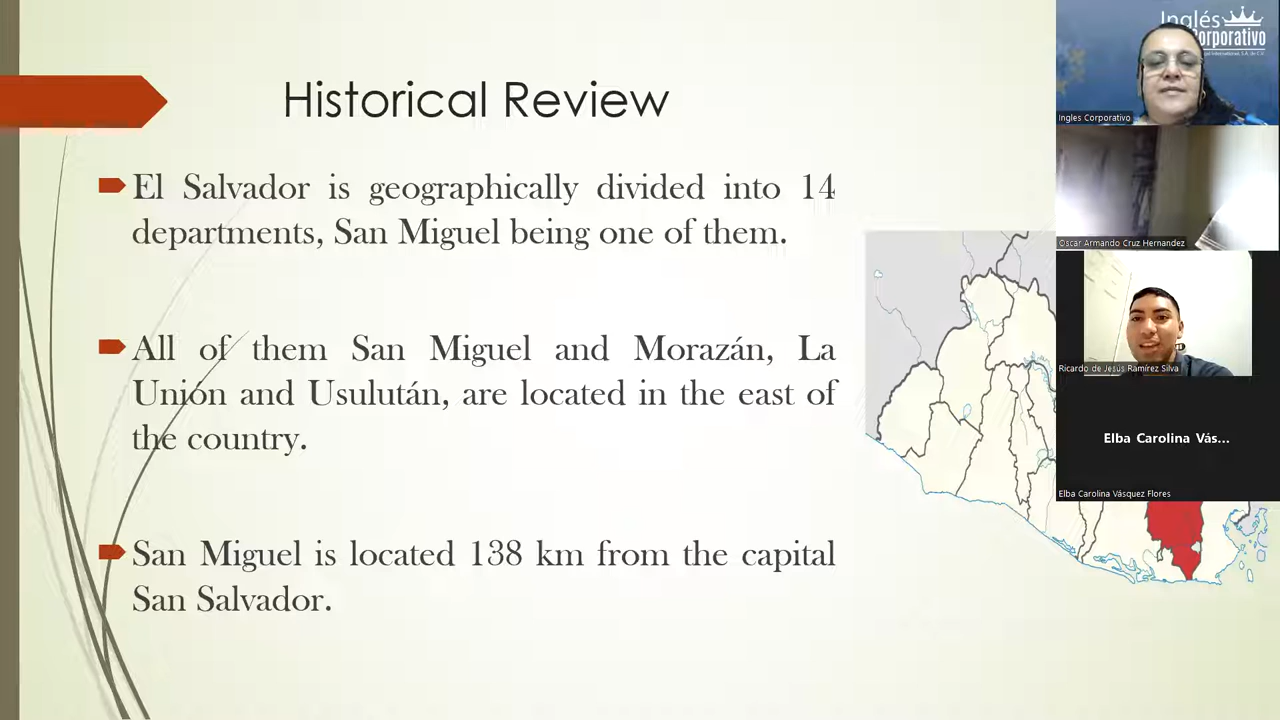 Historical Review
El Salvador is geographically divided into 14
departments, San Miguel being one of them.
All of them San Miguel and Morazán, La
Unión and Usulután, are located in the east of
the country.
San Miguel is located 138 km from the capital
San Salvador.
Inglés
Corporativo
Ingles Corporativo
Oscar Armando Cruz Hernandez
Ricardo de Jesús Ramírez Silva
Elba Carolina Vás...
Elba Carolina Vásquez Flores